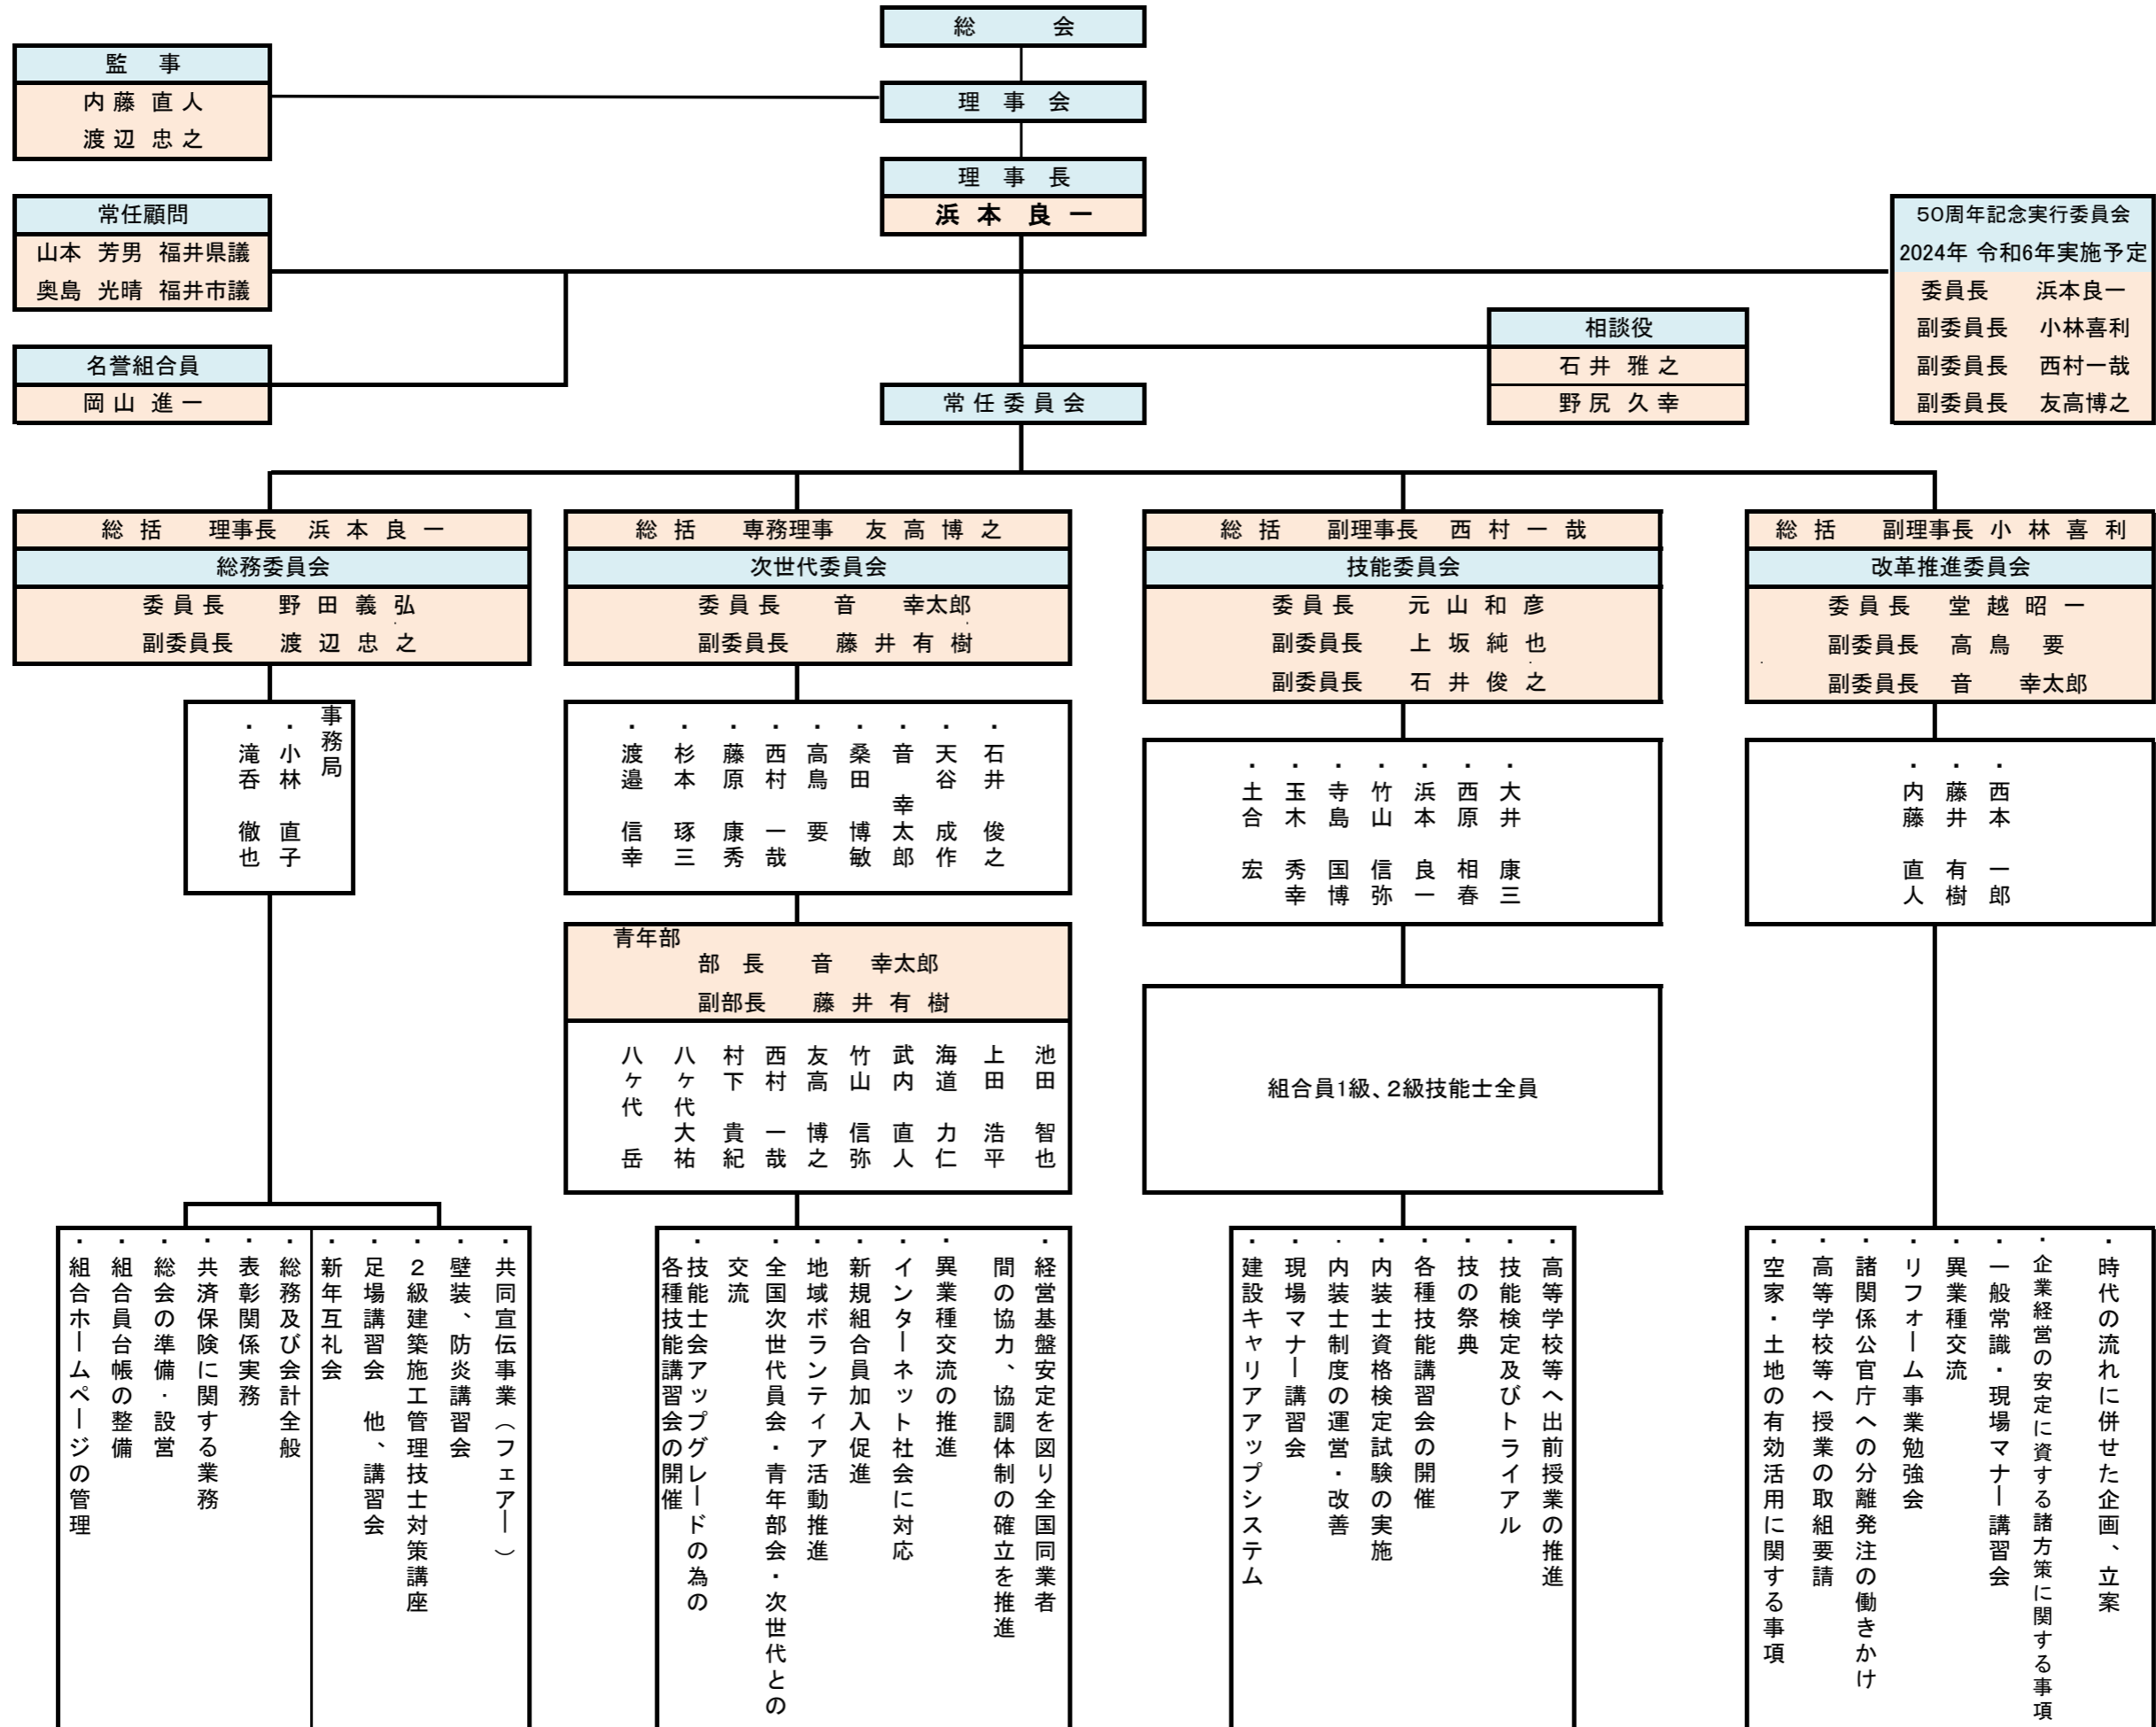 総 会
監 事
内 藤 直 人
渡 辺 忠 之
理 事 会
理 事 長
浜 本 良 一
常任顧問
山本 芳男 福井県議
奥島 光晴 福井市議
名誉組合員
岡 山 進 一
50周年記念実行委員会
2024年 令和6年実施予定
委員長 浜本良一
副委員長 小林喜利
副委員長 西村一哉
副委員長 友高博之
相談役
石 井 雅 之
野 尻 久 幸
常 任 委 員 会
総 括 理事長 浜 本 良 一
総務委員会
委 員 長 野 田 義 弘
副委員長 渡 辺 忠 之
事務局
・小林 直子
・滝呑 徹也
・共同宣伝事業(フェアー)
・壁装、防炎講習会
・2級建築施工管理技士対策講座
・足場講習会 他、講習会
・新年互礼会
・総務及び会計全般
・表彰関係実務
・共済保険に関する業務
・総会の準備・設営
・組合員台帳の整備
・組合ホームページの管理
総 括 専務理事 友 高 博 之
次世代委員会
委 員 長 音 幸太郎
副委員長 藤 井 有 樹
・石井 俊之
・天谷 成作
・音 幸太郎
・桑田 博敏
・高鳥 要
・西村 一哉
・藤原 康秀
・杉本 琢三
・渡邉 信幸
青年部
部 長 音 幸太郎
副部長 藤 井 有 樹
池田 智也
上田 浩平
海道 力仁
武内 直人
竹山 信弥
友高 博之
西村 一哉
村下 貴紀
八ヶ代大祐
八ヶ代 岳
・経営基盤安定を図り全国同業者
間の協力、協調体制の確立を推進
・異業種交流の推進
・インターネット社会に対応
・新規組合員加入促進
・地域ボランティア活動推進
・全国次世代員会・青年部会・次世代との
交流
・技能士会アップグレードの為の
各種技能講習会の開催
総 括 副理事長 西 村 一 哉
技能委員会
委 員 長 元 山 和 彦
副委員長 上 坂 純 也
副委員長 石 井 俊 之
・大井 康三
・西原 相春
・浜本 良一
・竹山 信弥
・寺島 国博
・玉木 秀幸
・土合 宏
組合員1級、2級技能士全員
・高等学校等へ出前授業の推進
・技能検定及びトライアル
・技の祭典
・各種技能講習会の開催
・内装士資格検定試験の実施
・内装士制度の運営・改善
・現場マナー講習会
・建設キャリアアップシステム
総 括 副理事長 小 林 喜 利
改革推進委員会
委 員 長 堂 越 昭 一
副委員長 高 鳥 要
副委員長 音 幸太郎
・西本 一郎
・藤井 有樹
・内藤 直人
・時代の流れに併せた企画、立案
・企業経営の安定に資する諸方策に関する事項
・一般常識・現場マナー講習会
・異業種交流
・リフォーム事業勉強会
・諸関係公官庁への分離発注の働きかけ
・高等学校等へ授業の取組要請
・空家・土地の有効活用に関する事項